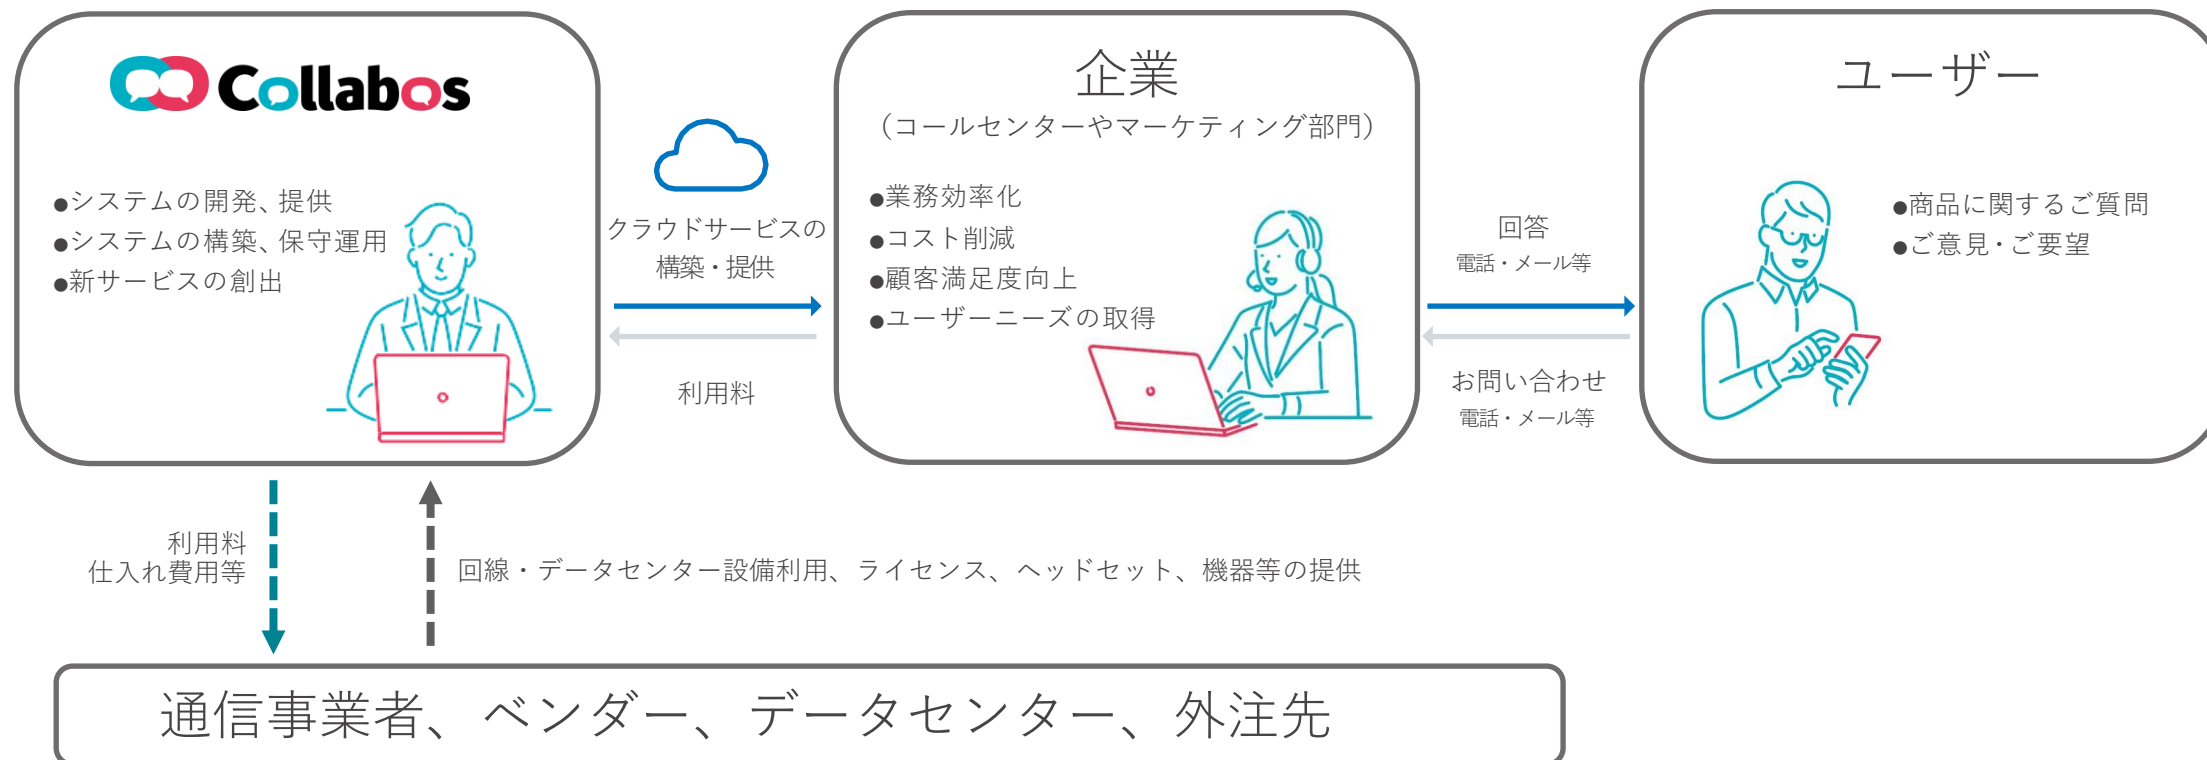 Collabos
●システムの開発、提供
●システムの構築、保守運用
●新サービスの創出
クラウドサービスの
構築・提供
利用料
企業
（コールセンターやマーケティング部門）
●業務効率化
●コスト削減
●顧客満足度向上
●ユーザーニーズの取得
回答
電話・メール等
お問い合わせ
電話・メール等
ユーザー
●商品に関するご質問
●ご意見・ご要望
利用料
仕入れ費用等
回線・データセンター設備利用、ライセンス、ヘッドセット、機器等の提供
通信事業者、ベンダー、データセンター、外注先